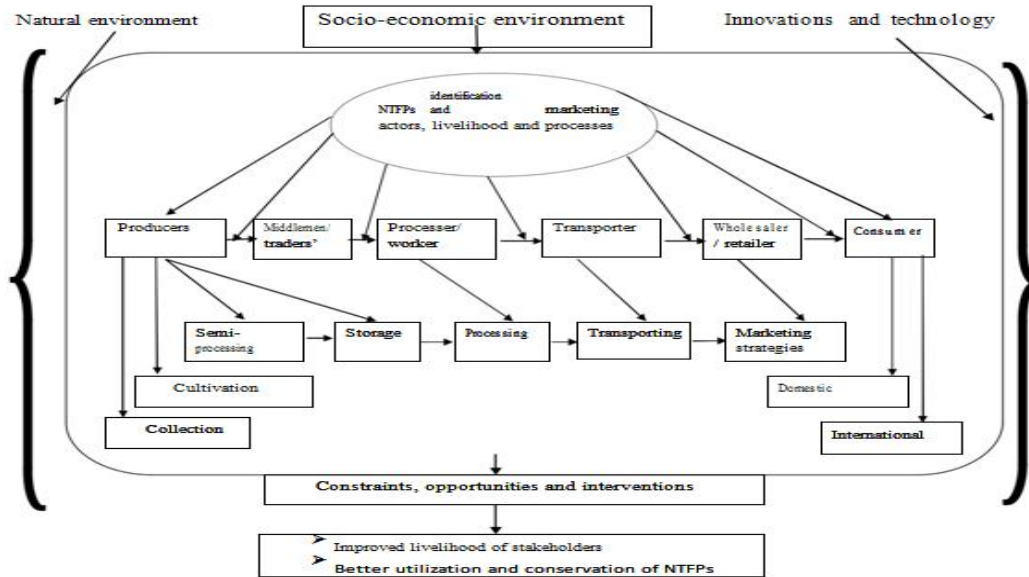 Natural environment
Socio-economic environment
Innovations and technology
identification
NTFPs and marketing
actors, livelihood and processes
Producers
Middlemen/
traders'
Processer/
worker
Transporter
Whole saler
/ retailer
Consumer
Semi-
processing
Storage
Processing
Transporting
Marketing
strategies
Cultivation
Domestic
Collection
International
Constraints, opportunities and interventions
➢ Improved livelihood of stakeholders
➢ Better utilization and conservation of NTFPs